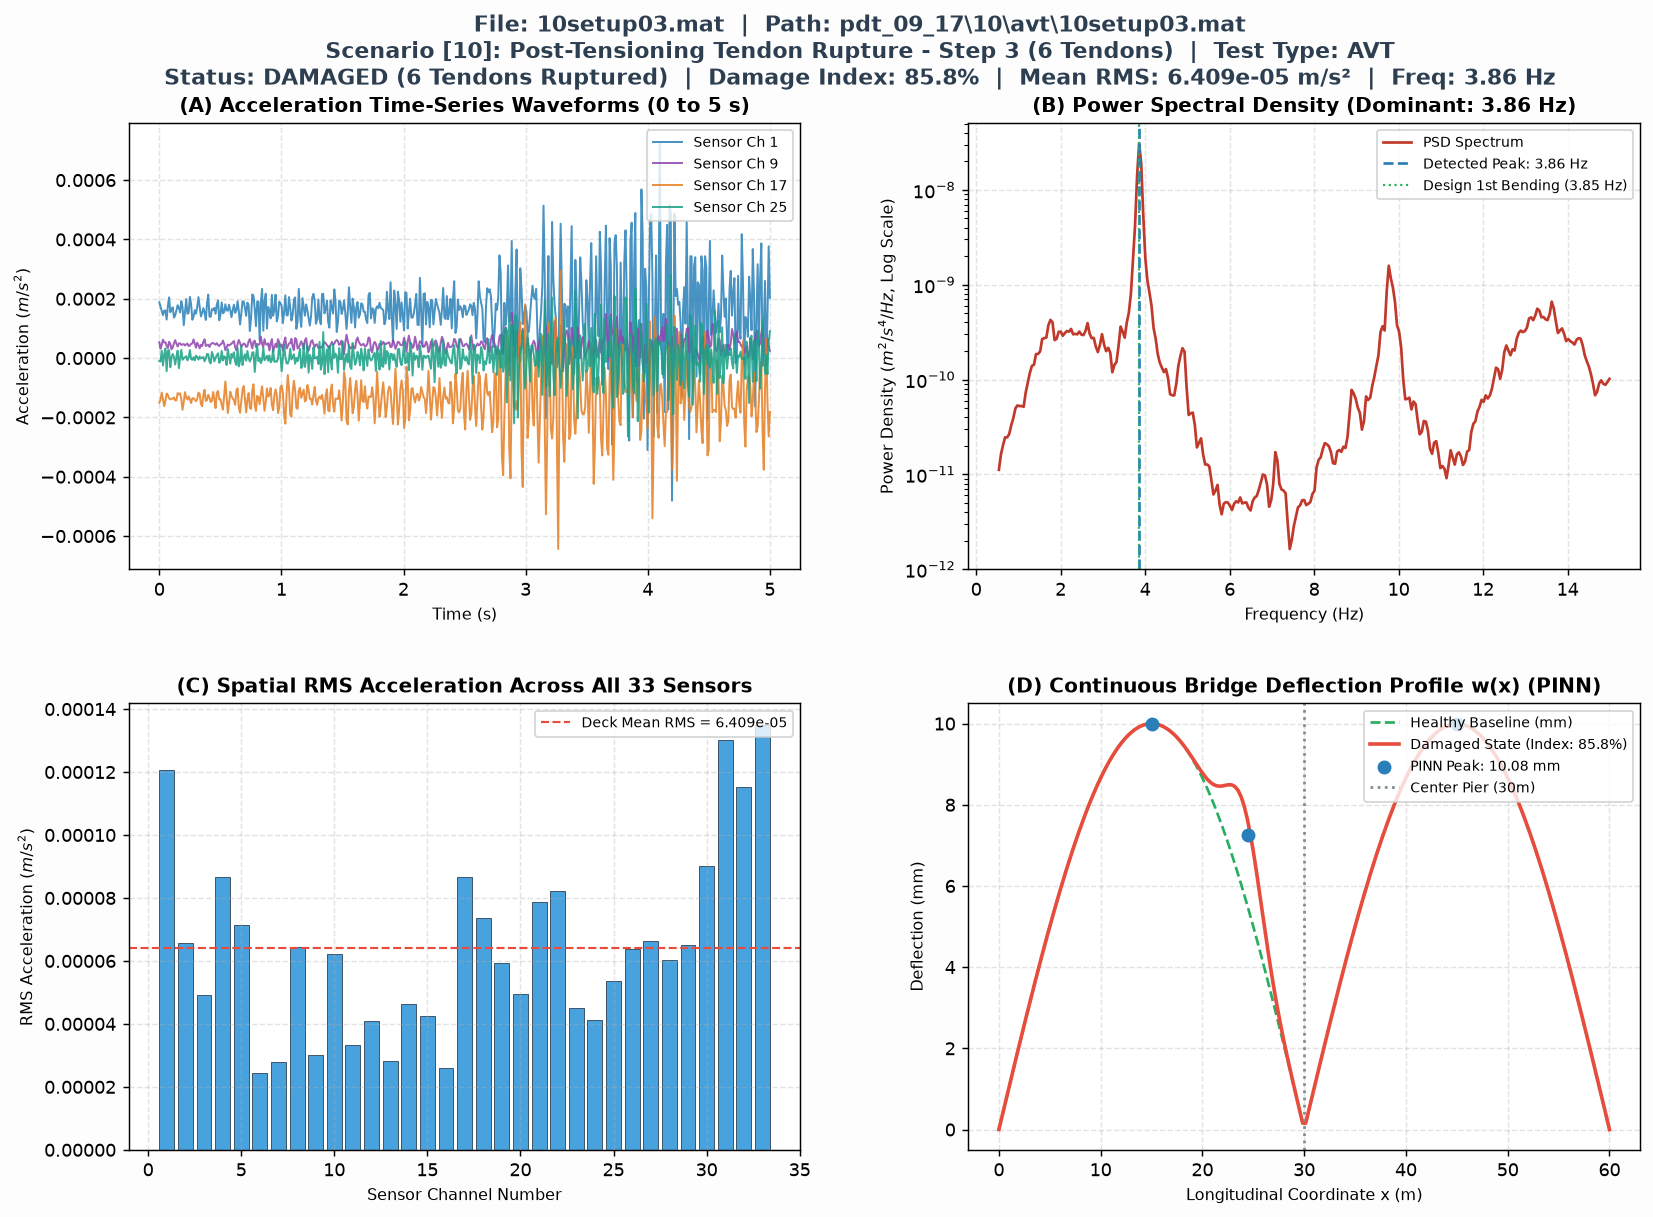 File: 10setup03.mat | Path: pdt_09_17\10\avt\10setup03.mat
Scenario [10]: Post-Tensioning Tendon Rupture - Step 3 (6 Tendons) | Test Type: AVT
Status: DAMAGED (6 Tendons Ruptured) | Damage Index: 85.8% | Mean RMS: 6.409e-05 m/s² | Freq: 3.86 Hz
(A) Acceleration Time-Series Waveforms (0 to 5 s)
Sensor Ch 1
Sensor Ch 9
Sensor Ch 17
Sensor Ch 25
0.0006
0.0004
0.0002
0.0000
−0.0002
−0.0004
−0.0006
Acceleration (m/s²)
0 1 2 3 4 5
Time (s)
(B) Power Spectral Density (Dominant: 3.86 Hz)
PSD Spectrum
Detected Peak: 3.86 Hz
Design 1st Bending (3.85 Hz)
10⁻⁸
10⁻⁹
10⁻¹⁰
10⁻¹¹
10⁻¹²
Power Density (m²/s⁴/Hz, Log Scale)
0 2 4 6 8 10 12 14
Frequency (Hz)
(C) Spatial RMS Acceleration Across All 33 Sensors
Deck Mean RMS = 6.409e-05
0.00014
0.00012
0.00010
0.00008
0.00006
0.00004
0.00002
0.00000
RMS Acceleration (m/s²)
0 5 10 15 20 25 30 35
Sensor Channel Number
(D) Continuous Bridge Deflection Profile w(x) (PINN)
Healthy Baseline (mm)
Damaged State (Index: 85.8%)
PINN Peak: 10.08 mm
Center Pier (30m)
10
8
6
4
2
0
Deflection (mm)
0 10 20 30 40 50 60
Longitudinal Coordinate x (m)